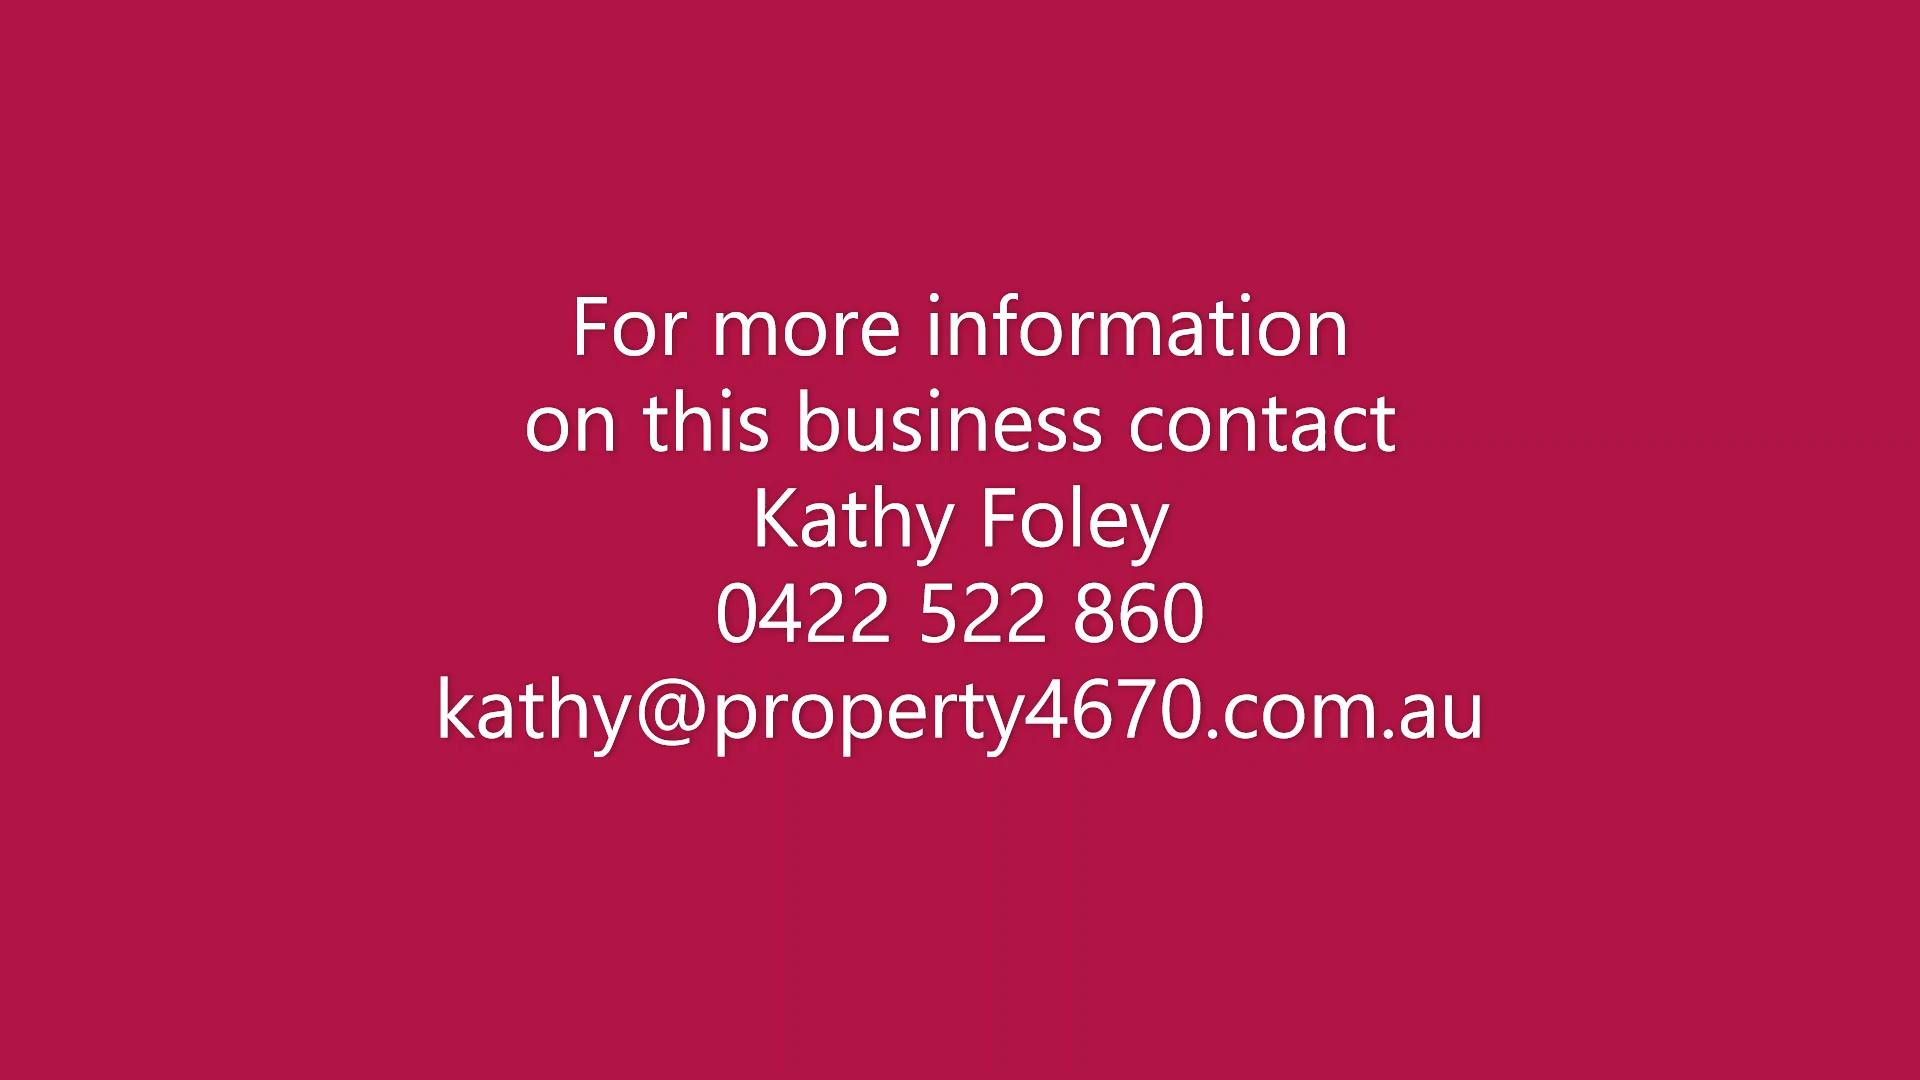 For more information
on this business contact
Kathy Foley
0422 522 860
kathy@property4670.com.au